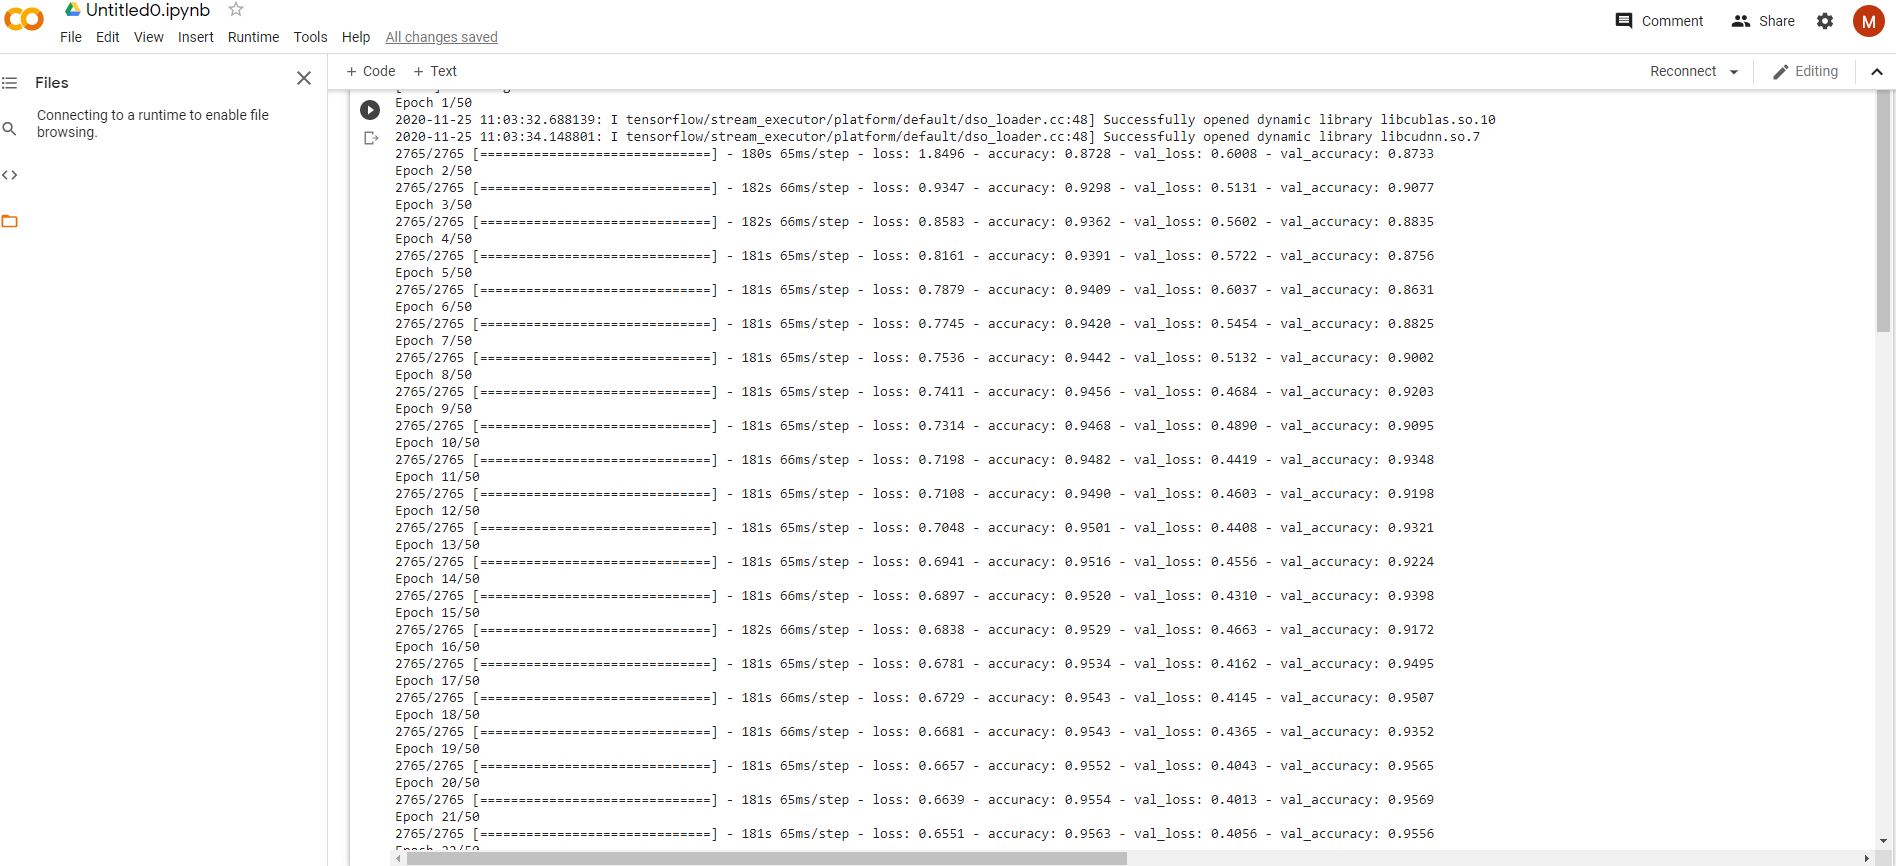 Untitled0.ipynb
File Edit View Insert Runtime Tools Help All changes saved
Comment Share M
Files
Connecting to a runtime to enable file
browsing.
+ Code + Text
Reconnect Editing
Epoch 1/50
2020-11-25 11:03:32.688139: I tensorflow/stream_executor/platform/default/dso_loader.cc:48] Successfully opened dynamic library libcublas.so.10
2020-11-25 11:03:34.148801: I tensorflow/stream_executor/platform/default/dso_loader.cc:48] Successfully opened dynamic library libcudnn.so.7
2765/2765 [==============================] - 180s 65ms/step - loss: 1.8496 - accuracy: 0.8728 - val_loss: 0.6008 - val_accuracy: 0.8733
Epoch 2/50
2765/2765 [==============================] - 182s 66ms/step - loss: 0.9347 - accuracy: 0.9298 - val_loss: 0.5131 - val_accuracy: 0.9077
Epoch 3/50
2765/2765 [==============================] - 182s 66ms/step - loss: 0.8583 - accuracy: 0.9362 - val_loss: 0.5602 - val_accuracy: 0.8835
Epoch 4/50
2765/2765 [==============================] - 181s 65ms/step - loss: 0.8161 - accuracy: 0.9391 - val_loss: 0.5722 - val_accuracy: 0.8756
Epoch 5/50
2765/2765 [==============================] - 181s 65ms/step - loss: 0.7879 - accuracy: 0.9409 - val_loss: 0.6037 - val_accuracy: 0.8631
Epoch 6/50
2765/2765 [==============================] - 181s 65ms/step - loss: 0.7745 - accuracy: 0.9420 - val_loss: 0.5454 - val_accuracy: 0.8825
Epoch 7/50
2765/2765 [==============================] - 181s 65ms/step - loss: 0.7536 - accuracy: 0.9442 - val_loss: 0.5132 - val_accuracy: 0.9002
Epoch 8/50
2765/2765 [==============================] - 181s 65ms/step - loss: 0.7411 - accuracy: 0.9456 - val_loss: 0.4684 - val_accuracy: 0.9203
Epoch 9/50
2765/2765 [==============================] - 181s 65ms/step - loss: 0.7314 - accuracy: 0.9468 - val_loss: 0.4890 - val_accuracy: 0.9095
Epoch 10/50
2765/2765 [==============================] - 181s 66ms/step - loss: 0.7198 - accuracy: 0.9482 - val_loss: 0.4419 - val_accuracy: 0.9348
Epoch 11/50
2765/2765 [==============================] - 181s 65ms/step - loss: 0.7108 - accuracy: 0.9490 - val_loss: 0.4603 - val_accuracy: 0.9198
Epoch 12/50
2765/2765 [==============================] - 181s 65ms/step - loss: 0.7048 - accuracy: 0.9501 - val_loss: 0.4408 - val_accuracy: 0.9321
Epoch 13/50
2765/2765 [==============================] - 181s 65ms/step - loss: 0.6941 - accuracy: 0.9516 - val_loss: 0.4556 - val_accuracy: 0.9224
Epoch 14/50
2765/2765 [==============================] - 181s 66ms/step - loss: 0.6897 - accuracy: 0.9520 - val_loss: 0.4310 - val_accuracy: 0.9398
Epoch 15/50
2765/2765 [==============================] - 182s 66ms/step - loss: 0.6838 - accuracy: 0.9529 - val_loss: 0.4663 - val_accuracy: 0.9172
Epoch 16/50
2765/2765 [==============================] - 181s 65ms/step - loss: 0.6781 - accuracy: 0.9534 - val_loss: 0.4162 - val_accuracy: 0.9495
Epoch 17/50
2765/2765 [==============================] - 181s 66ms/step - loss: 0.6729 - accuracy: 0.9543 - val_loss: 0.4145 - val_accuracy: 0.9507
Epoch 18/50
2765/2765 [==============================] - 181s 66ms/step - loss: 0.6681 - accuracy: 0.9543 - val_loss: 0.4365 - val_accuracy: 0.9352
Epoch 19/50
2765/2765 [==============================] - 181s 65ms/step - loss: 0.6657 - accuracy: 0.9552 - val_loss: 0.4043 - val_accuracy: 0.9565
Epoch 20/50
2765/2765 [==============================] - 181s 65ms/step - loss: 0.6639 - accuracy: 0.9554 - val_loss: 0.4013 - val_accuracy: 0.9569
Epoch 21/50
2765/2765 [==============================] - 181s 65ms/step - loss: 0.6551 - accuracy: 0.9563 - val_loss: 0.4056 - val_accuracy: 0.9556